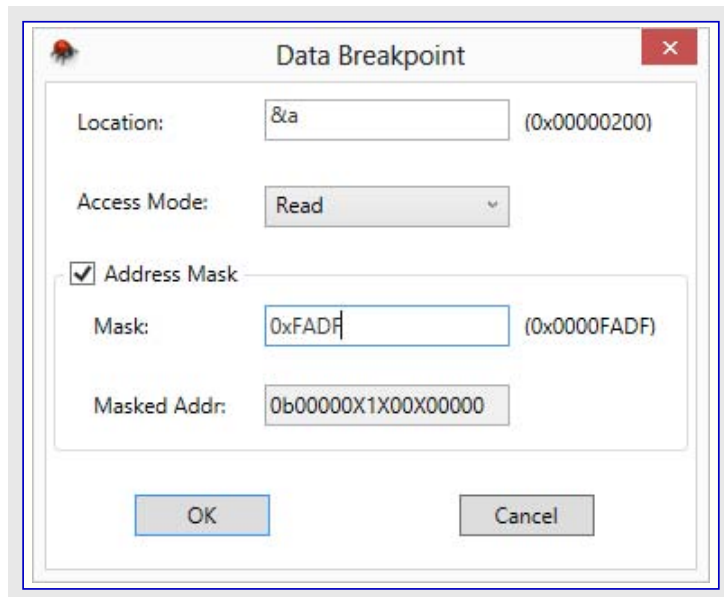 Data Breakpoint
Location: &a (0x00000200)
Access Mode: Read
Address Mask
Mask: 0xFADF (0x0000FADF)
Masked Addr: 0b00000X1X00X00000
OK Cancel